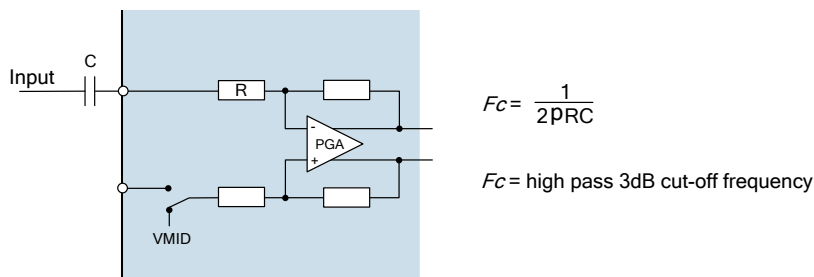 C
Input
R
-
PGA
+
VMID
Fc = 1
2pRC
Fc = high pass 3dB cut-off frequency